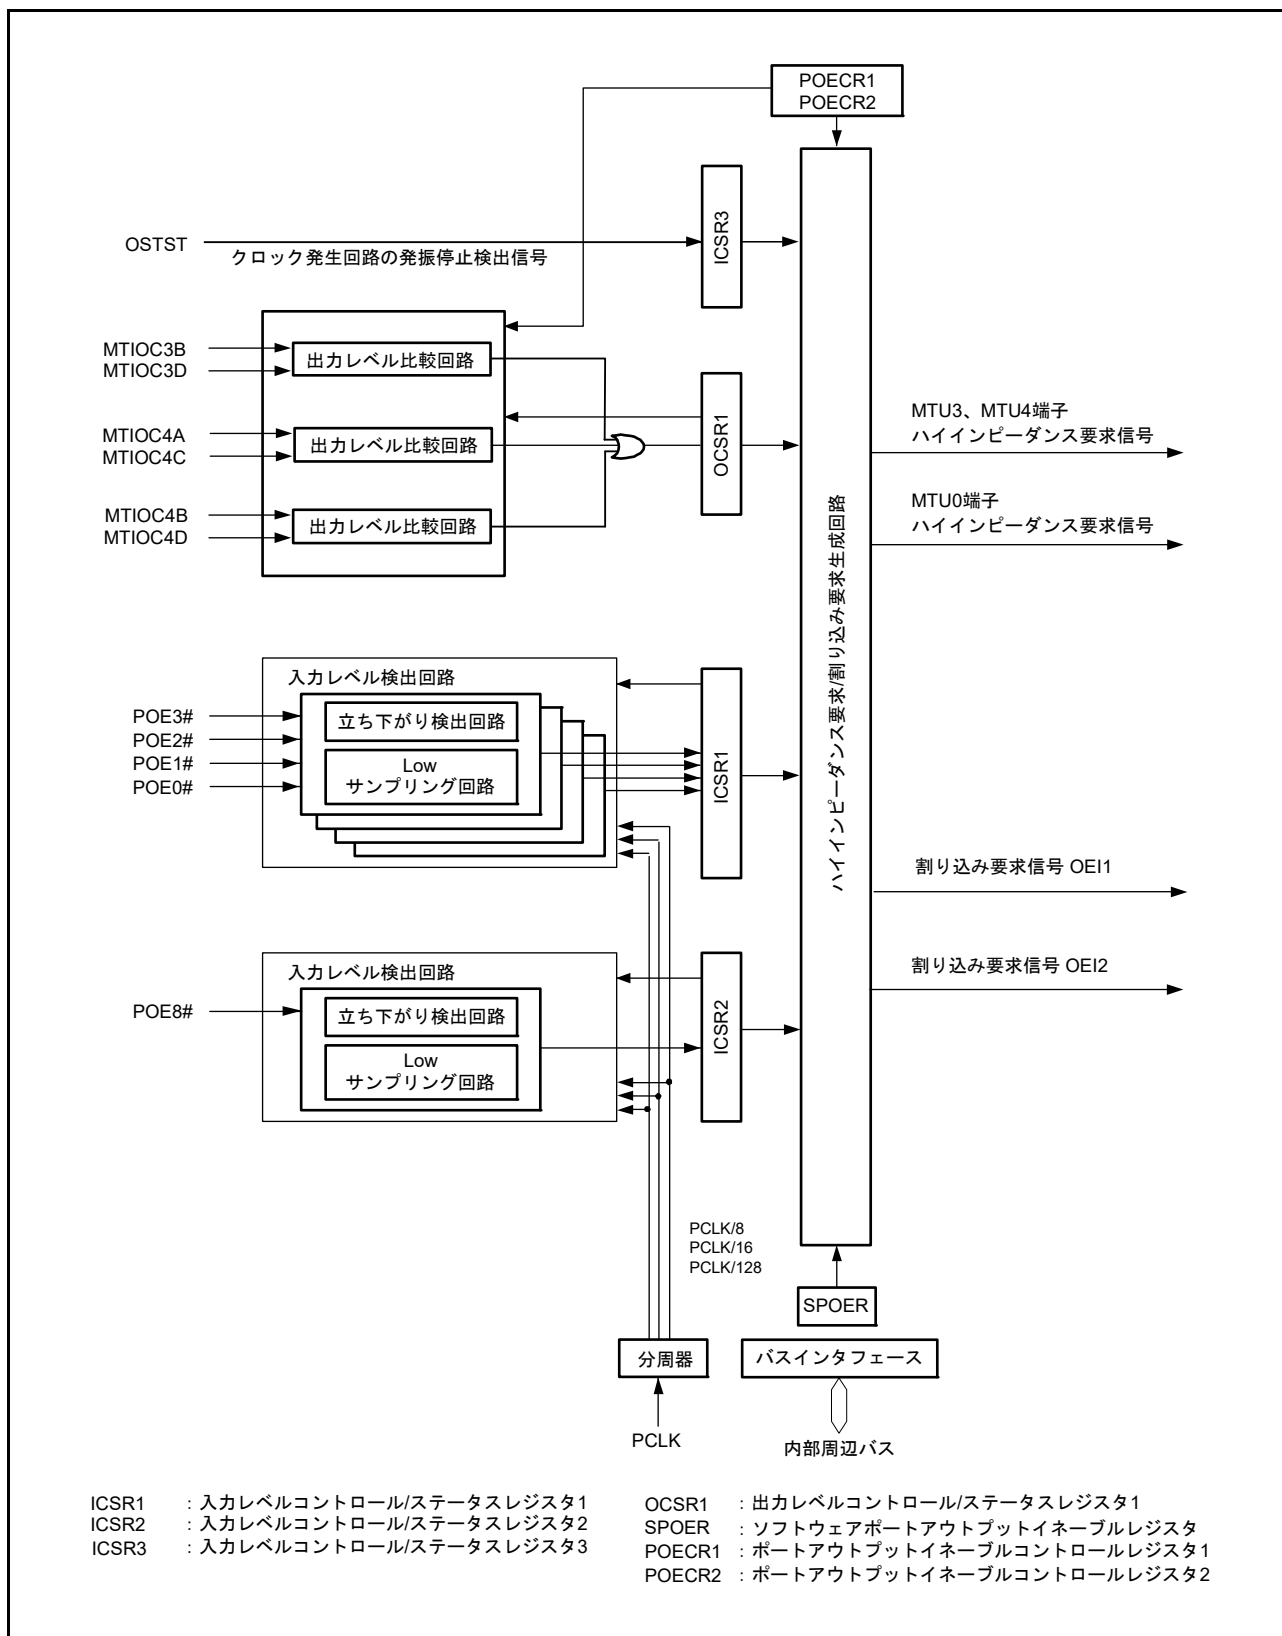 POECR1
POECR2
ICSR3
OSTST
クロック発生回路の発振停止検出信号
MTIOC3B
MTIOC3D
出力レベル比較回路
MTIOC4A
MTIOC4C
出力レベル比較回路
MTIOC4B
MTIOC4D
出力レベル比較回路
OCSR1
ハイインピーダンス要求/割り込み要求生成回路
MTU3、MTU4端子
ハイインピーダンス要求信号
MTU0端子
ハイインピーダンス要求信号
入力レベル検出回路
POE3#
POE2#
POE1#
POE0#
立ち下がり検出回路
Low
サンプリング回路
ICSR1
割り込み要求信号 OEI1
割り込み要求信号 OEI2
入力レベル検出回路
POE8#
立ち下がり検出回路
Low
サンプリング回路
ICSR2
PCLK/8
PCLK/16
PCLK/128
SPOER
分周器
バスインタフェース
PCLK
内部周辺バス
ICSR1 : 入力レベルコントロール/ステータスレジスタ1
ICSR2 : 入力レベルコントロール/ステータスレジスタ2
ICSR3 : 入力レベルコントロール/ステータスレジスタ3
OCSR1 : 出力レベルコントロール/ステータスレジスタ1
SPOER : ソフトウェアポートアウトプットイネーブルレジスタ
POECR1 : ポートアウトプットイネーブルコントロールレジスタ1
POECR2 : ポートアウトプットイネーブルコントロールレジスタ2